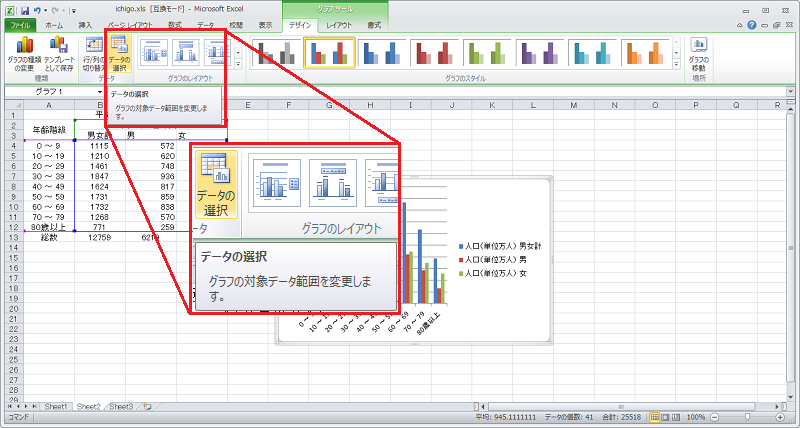 ichigo.xls [互換モード] - Microsoft Excel
グラフ ツール
ファイル ホーム 挿入 ページ レイアウト 数式 データ 校閲 表示 デザイン レイアウト 書式
グラフの種類の変更
テンプレートとして保存
行/列の切り替え
データの選択
グラフの移動
種類 データ グラフのレイアウト グラフのスタイル 場所
グラフ 1
データの選択
グラフの対象データ範囲を変更します。
A B E F G H I J K L M N O P Q R
1
2
3 年齢階級 男女計 男 女
4 0 ~ 9 1115 572
5 10 ~ 19 1210 620
6 20 ~ 29 1461 748
7 30 ~ 39 1847 936
8 40 ~ 49 1624 817
9 50 ~ 59 1731 859
10 60 ~ 69 1732 838
11 70 ~ 79 1268 570
12 80歳以上 771 259
13 総数 12759
14
15
16
17
18
19
20
21
22
23
24
25
26
27
28
データの選択
グラフのレイアウト
データの選択
グラフの対象データ範囲を変更します。
人口(単位万人) 男女計
人口(単位万人) 男
人口(単位万人) 女
0 ~
10 ~
20 ~
30 ~
40 ~
50 ~
60 ~ 69
70 ~ 79
80歳以上
Sheet1 Sheet2 Sheet3
コマンド 平均: 945.1111111 データの個数: 41 合計: 25518 100%